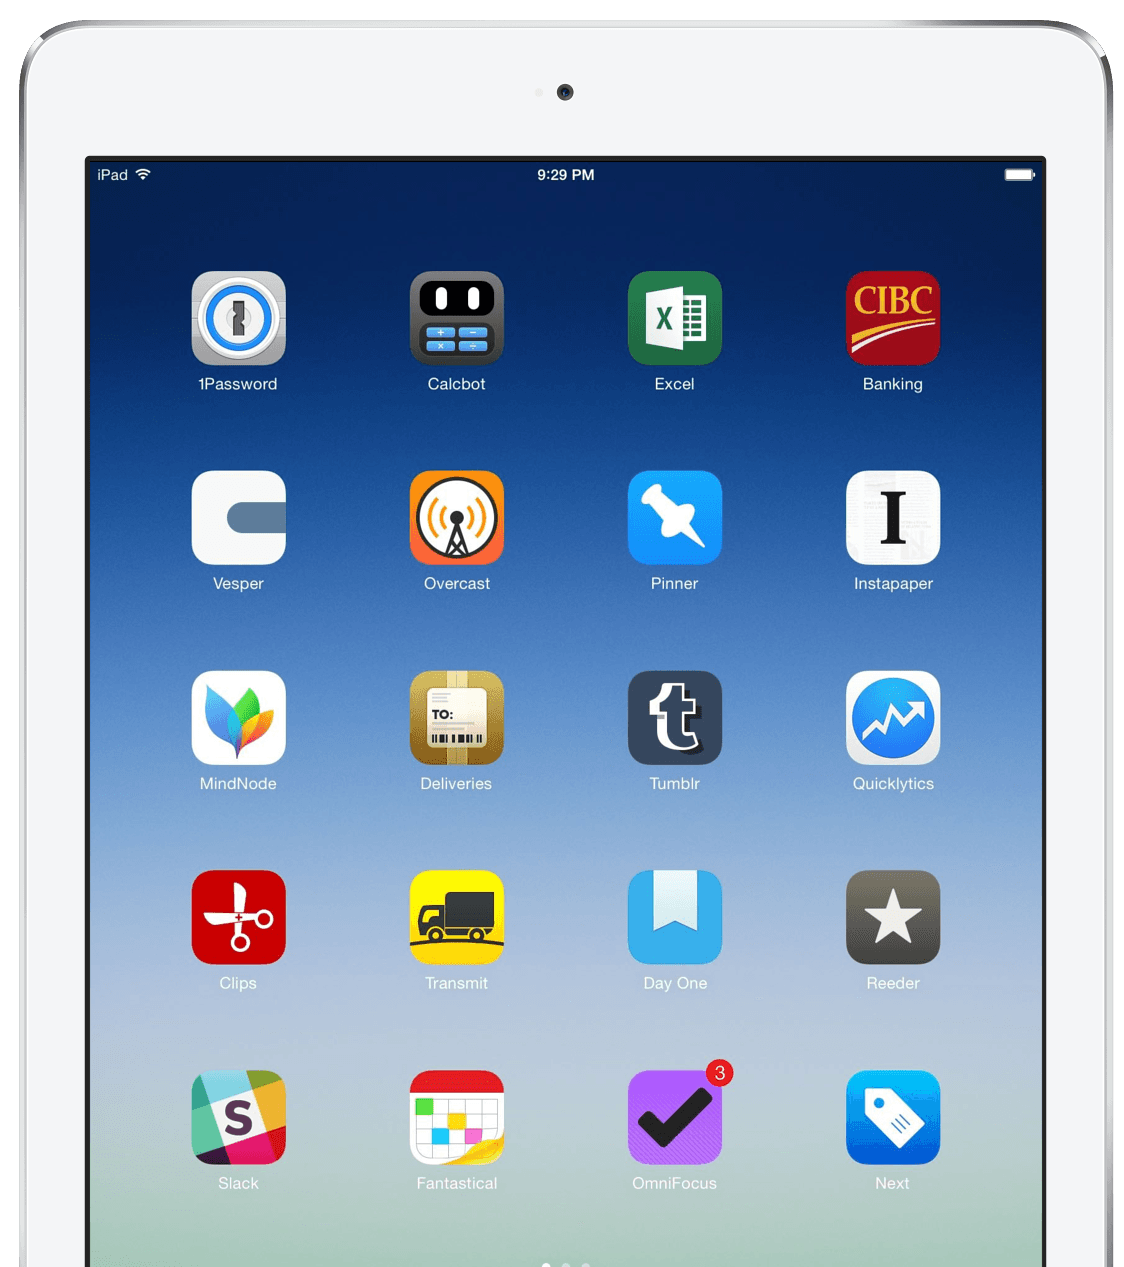 iPad 9:29 PM
CIBC
1Password Calcbot Excel Banking
I
Vesper Overcast Pinner Instapaper
TO:
t
MindNode Deliveries Tumblr Quicklytics
Clips Transmit Day One Reeder
3
S
Slack Fantastical OmniFocus Next